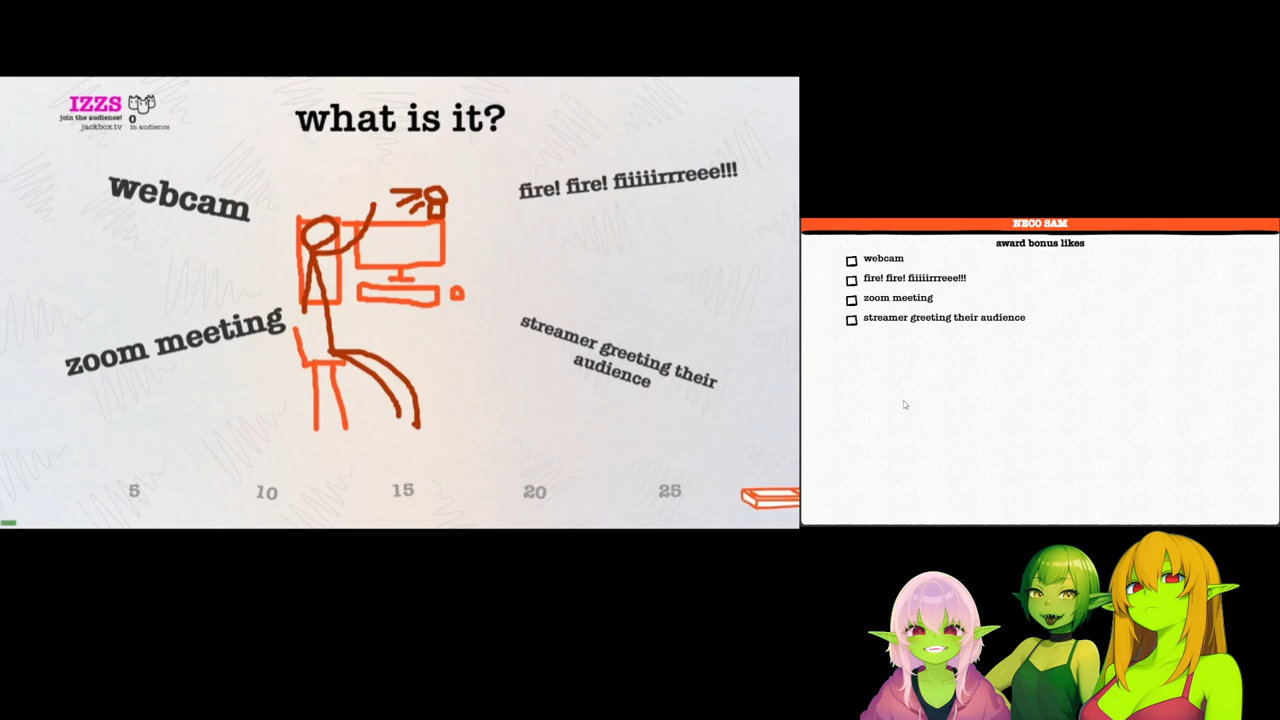 IZZS
join the audience!
jackbox.tv
0
in audience
what is it?
webcam
fire! fire! fiiiiirrreee!!!
zoom meeting
streamer greeting their
audience
5 10 15 20 25
NECO SAM
award bonus likes
webcam
fire! fire! fiiiiirrreee!!!
zoom meeting
streamer greeting their audience